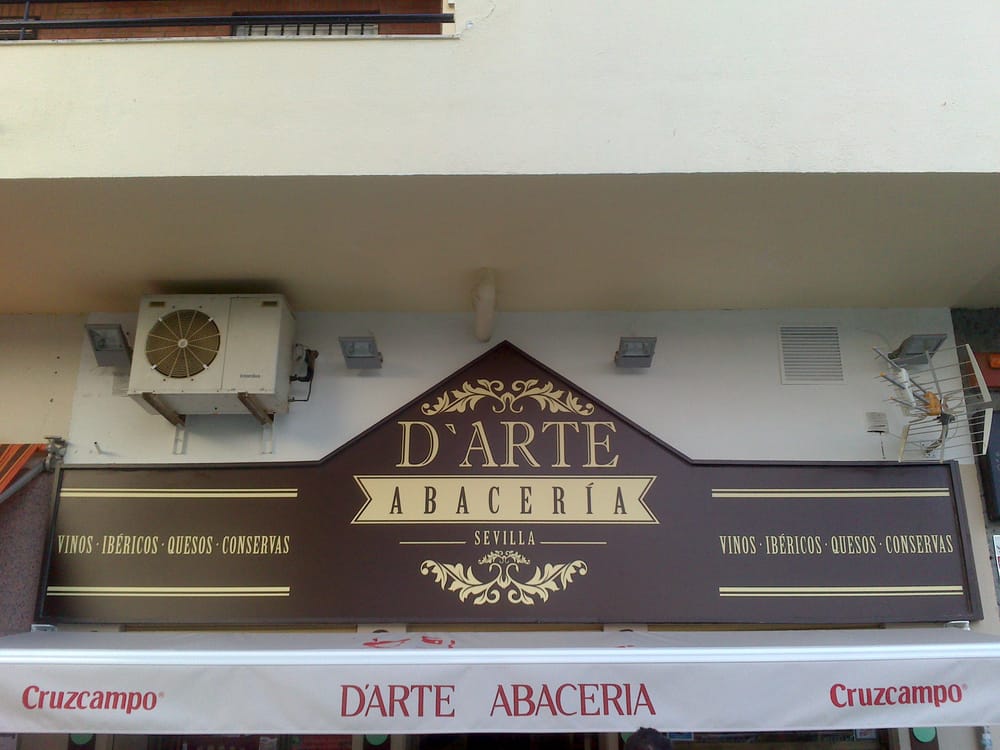 D`ARTE
ABACERÍA
SEVILLA
VINOS · IBÉRICOS · QUESOS · CONSERVAS
VINOS · IBÉRICOS · QUESOS · CONSERVAS
Cruzcampo® D'ARTE ABACERIA Cruzcampo®